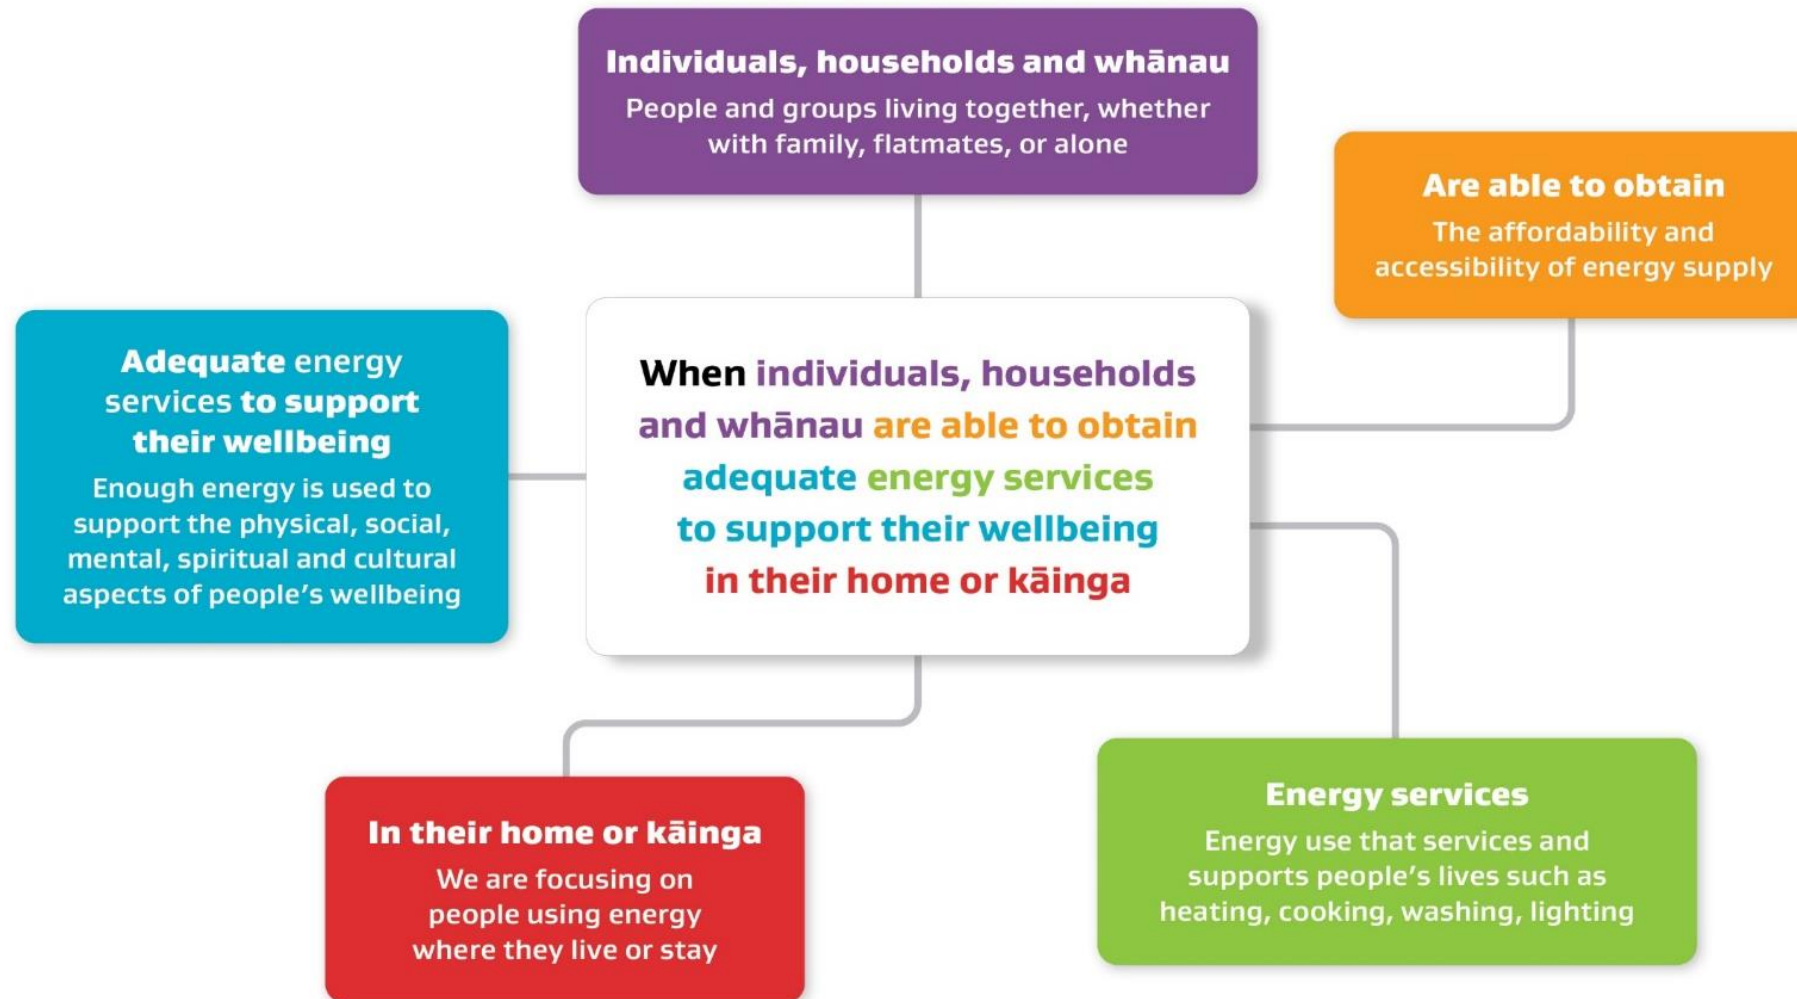 Individuals, households and whānau
People and groups living together, whether
with family, flatmates, or alone
Are able to obtain
The affordability and
accessibility of energy supply
Adequate energy
services to support
their wellbeing
Enough energy is used to
support the physical, social,
mental, spiritual and cultural
aspects of people’s wellbeing
When individuals, households
and whānau are able to obtain
adequate energy services
to support their wellbeing
in their home or kāinga
In their home or kāinga
We are focusing on
people using energy
where they live or stay
Energy services
Energy use that services and
supports people’s lives such as
heating, cooking, washing, lighting